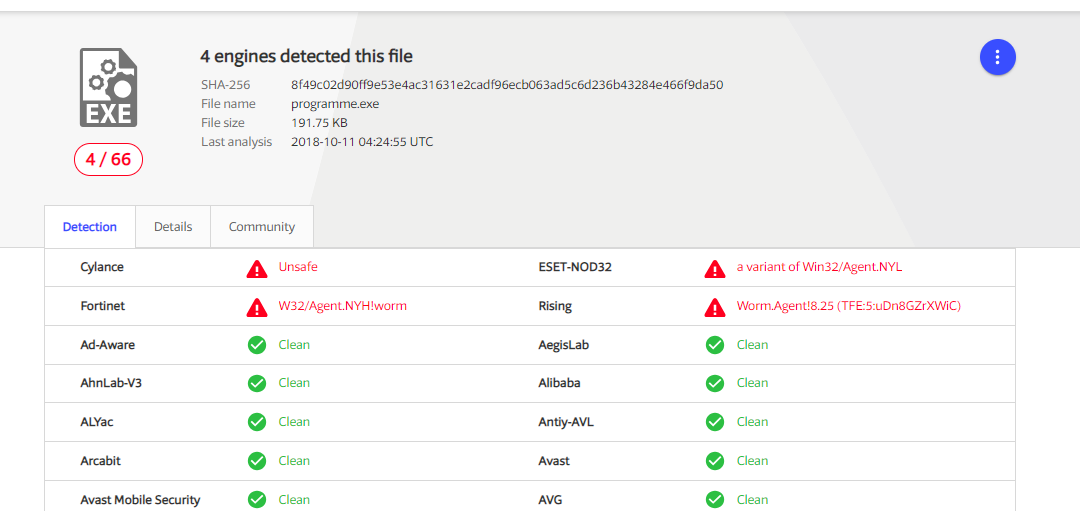 4 engines detected this file
SHA-256 8f49c02d90ff9e53e4ac31631e2cadf96ecb063ad5c6d236b43284e466f9da50
File name programme.exe
File size 191.75 KB
Last analysis 2018-10-11 04:24:55 UTC
EXE
4 / 66
Detection Details Community
Cylance Unsafe ESET-NOD32 a variant of Win32/Agent.NYL
Fortinet W32/Agent.NYH!worm Rising Worm.Agent!8.25 (TFE:5:uDn8GZrXWiC)
Ad-Aware Clean AegisLab Clean
AhnLab-V3 Clean Alibaba Clean
ALYac Clean Antiy-AVL Clean
Arcabit Clean Avast Clean
Avast Mobile Security Clean AVG Clean